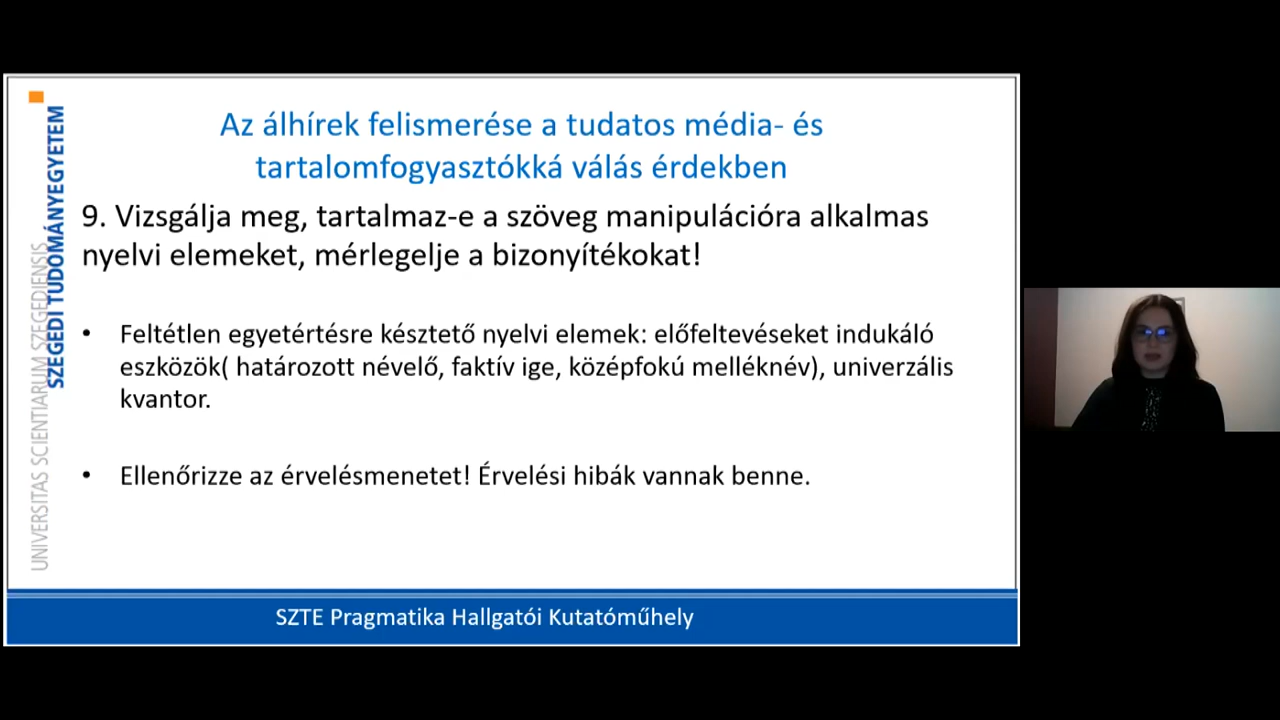 Az álhírek felismerése a tudatos média- és
tartalomfogyasztókká válás érdekben
9. Vizsgálja meg, tartalmaz-e a szöveg manipulációra alkalmas
nyelvi elemeket, mérlegelje a bizonyítékokat!
• Feltétlen egyetértésre késztető nyelvi elemek: előfeltevéseket indukáló
eszközök( határozott névelő, faktív ige, középfokú melléknév), univerzális
kvantor.
• Ellenőrizze az érvelésmenetet! Érvelési hibák vannak benne.
SZTE Pragmatika Hallgatói Kutatóműhely
SZEGEDI TUDOMÁNYEGYETEM
UNIVERSITAS SCIENTIARUM SZEGEDIENSIS